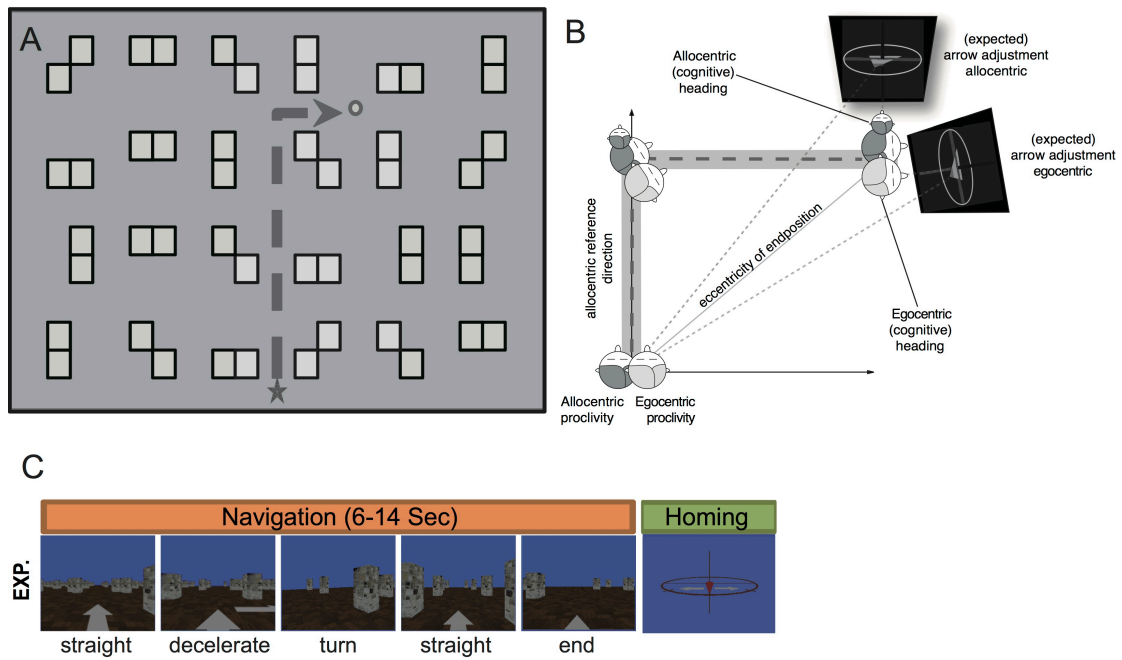 A
B
Allocentric
(cognitive)
heading
(expected)
arrow adjustment
allocentric
(expected)
arrow adjustment
egocentric
allocentric reference
direction
eccentricity of endposition
Egocentric
(cognitive)
heading
Allocentric
proclivity
Egocentric
proclivity
C
Navigation (6-14 Sec)
Homing
EXP.
straight
decelerate
turn
straight
end